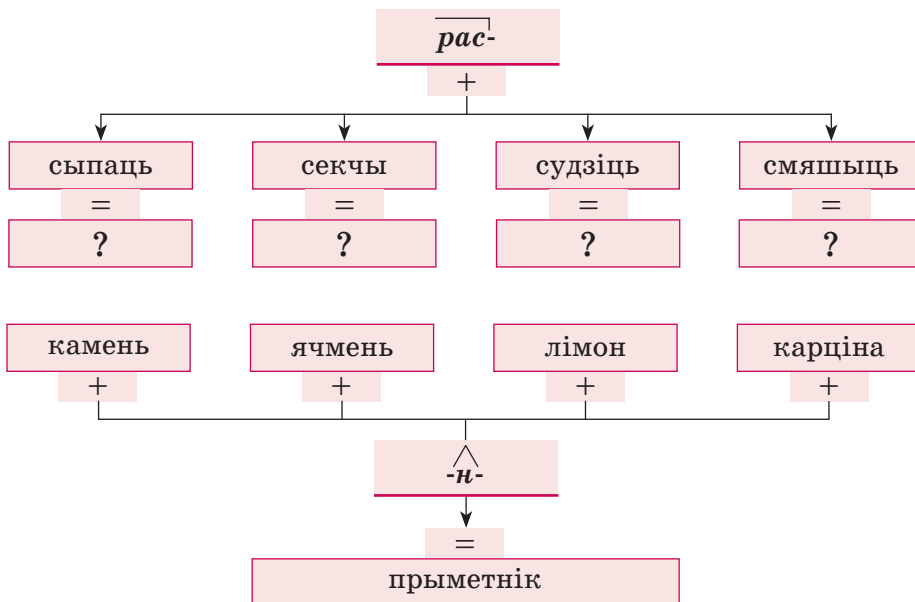 рас-
+
сыпаць секчы судзіць смяшыць
= = = =
? ? ? ?
камень ячмень лімон карціна
+ + + +
-н-
=
прыметнік